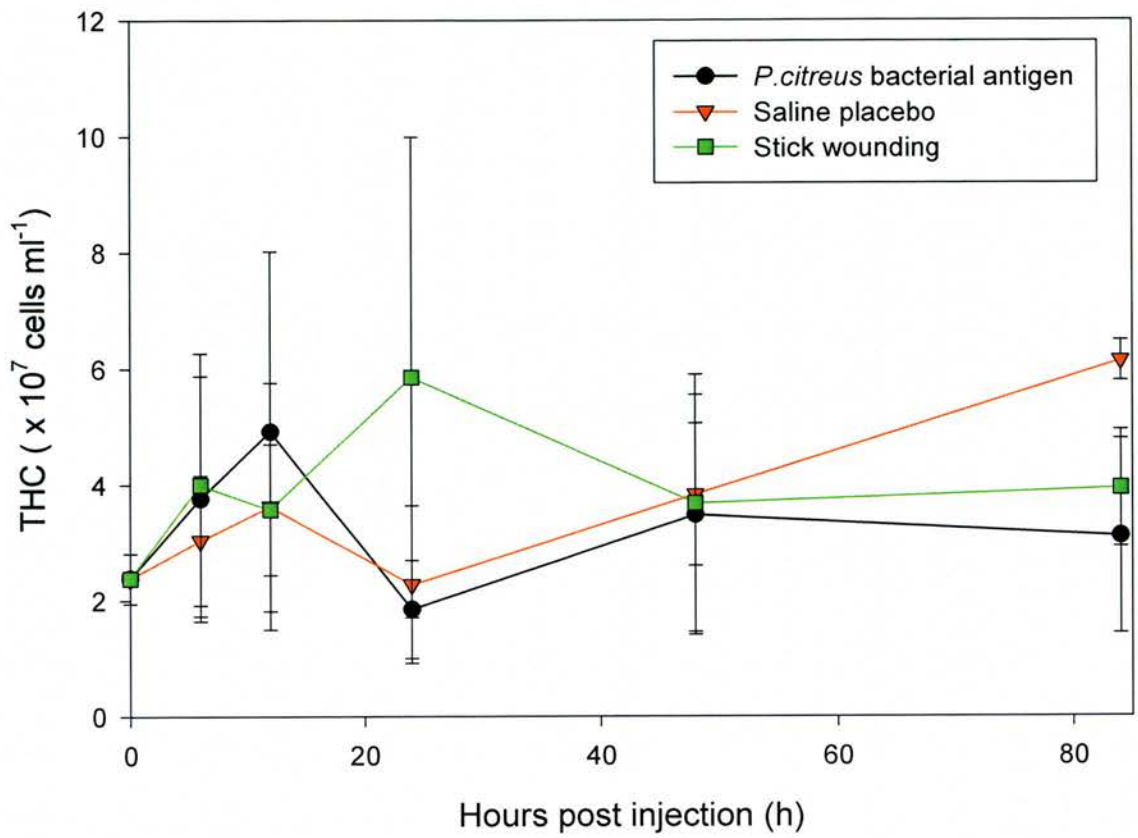 12
10
8
6
4
2
0
THC ( x 10⁷ cells ml⁻¹)
P.citreus bacterial antigen
Saline placebo
Stick wounding
0 20 40 60 80
Hours post injection (h)